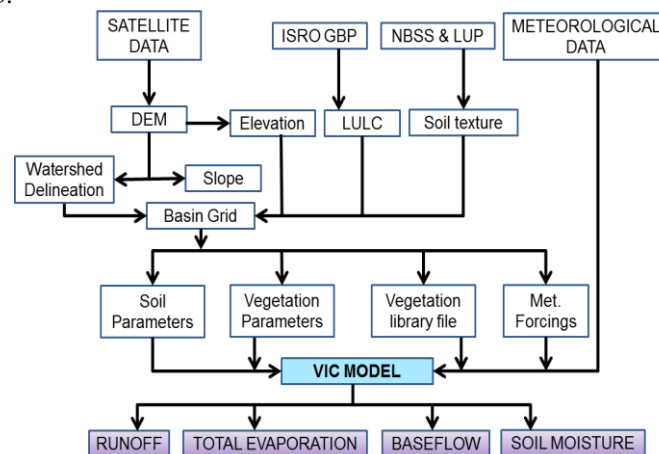 SATELLITE
DATA
ISRO GBP
NBSS & LUP
METEOROLOGICAL
DATA
DEM
Elevation
LULC
Soil texture
Watershed
Delineation
Slope
Basin Grid
Soil
Parameters
Vegetation
Parameters
Vegetation
library file
Met.
Forcings
VIC MODEL
RUNOFF
TOTAL EVAPORATION
BASEFLOW
SOIL MOISTURE